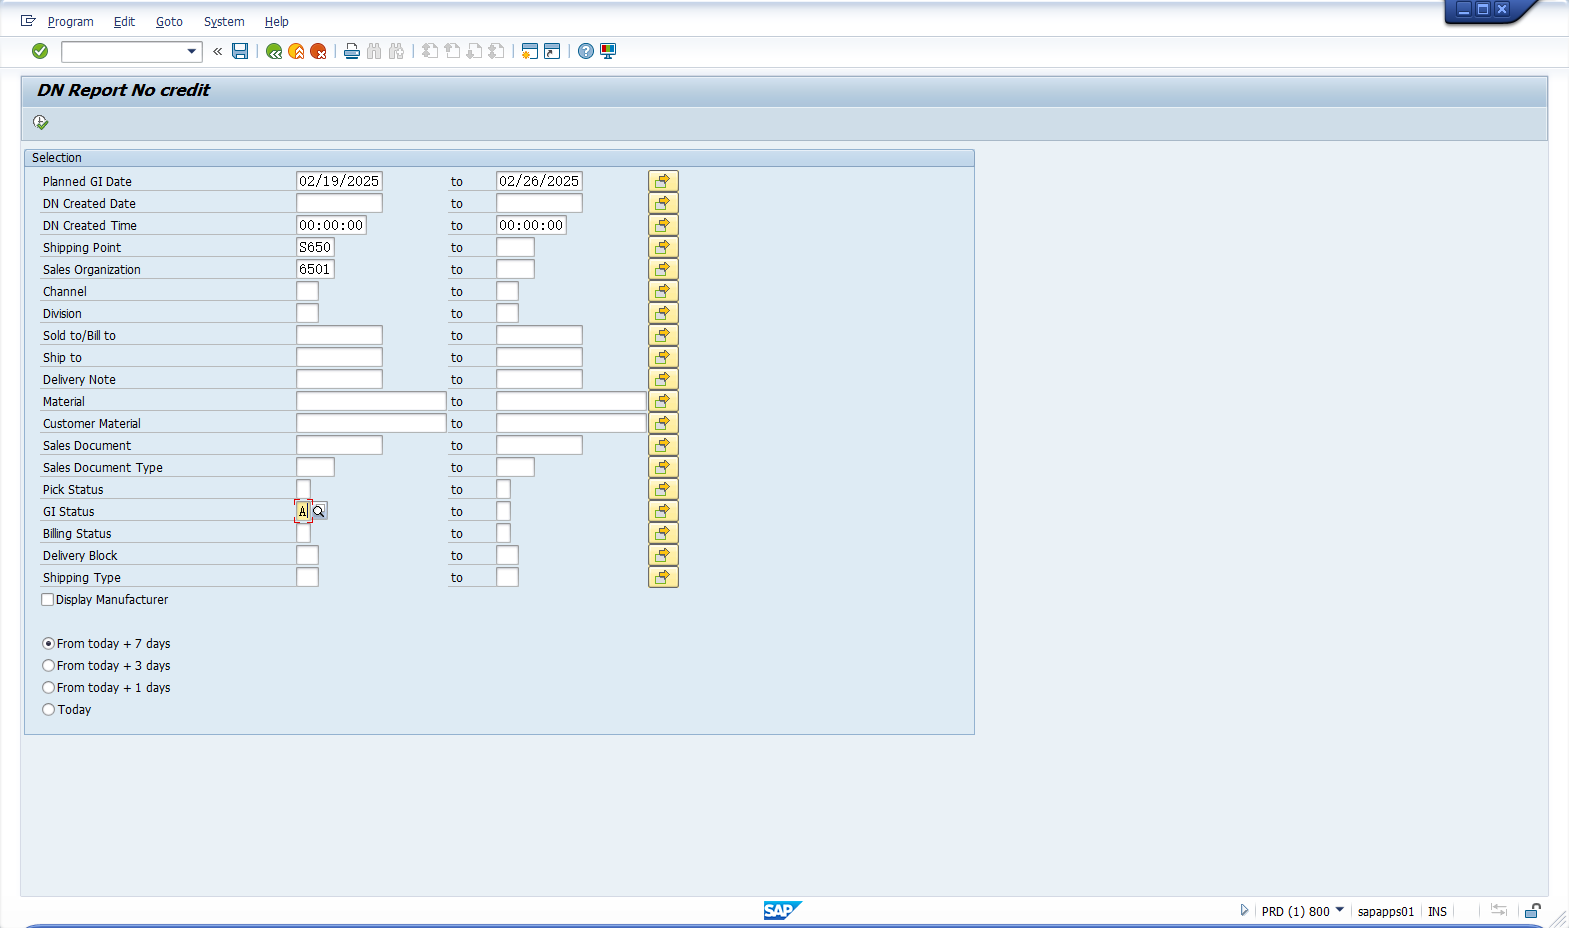 Program Edit Goto System Help
DN Report No credit
Selection
Planned GI Date 02/19/2025 to 02/26/2025
DN Created Date to
DN Created Time 00:00:00 to 00:00:00
Shipping Point S650 to
Sales Organization 6501 to
Channel to
Division to
Sold to/Bill to to
Ship to to
Delivery Note to
Material to
Customer Material to
Sales Document to
Sales Document Type to
Pick Status to
GI Status A to
Billing Status to
Delivery Block to
Shipping Type to
Display Manufacturer
From today + 7 days
From today + 3 days
From today + 1 days
Today
SAP PRD (1) 800 sapapps01 INS